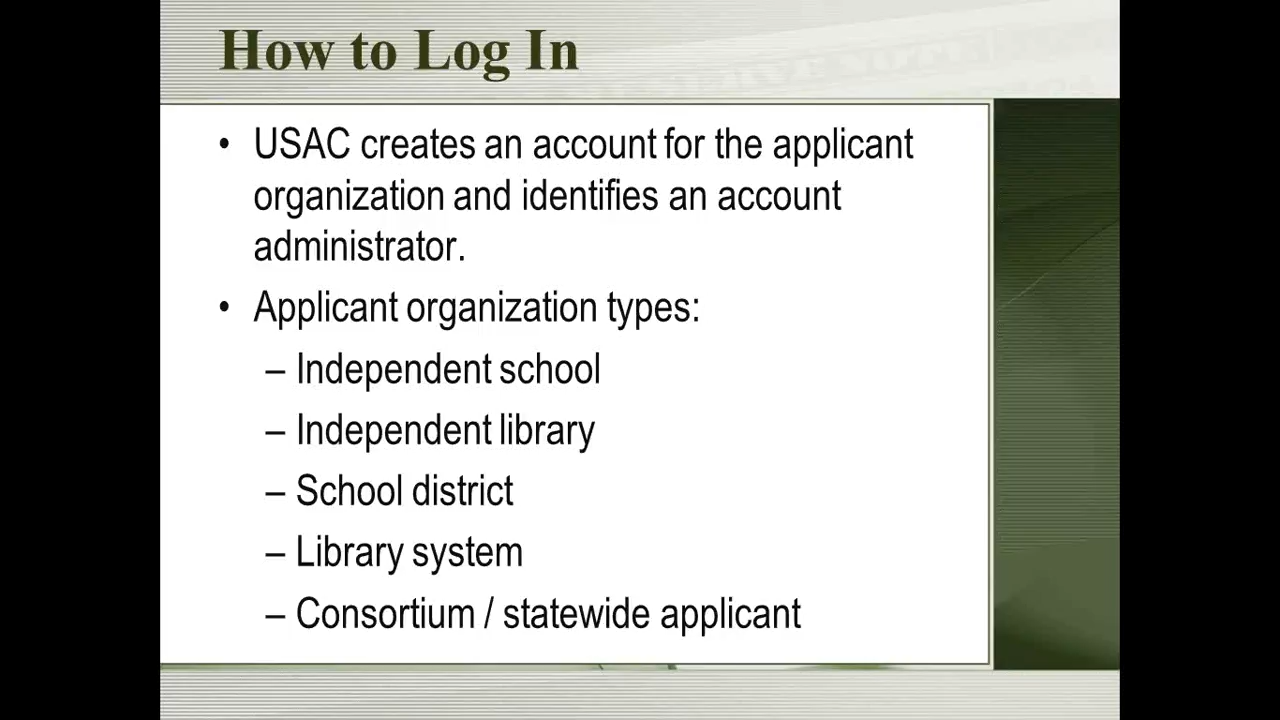 How to Log In
• USAC creates an account for the applicant
organization and identifies an account
administrator.
• Applicant organization types:
– Independent school
– Independent library
– School district
– Library system
– Consortium / statewide applicant